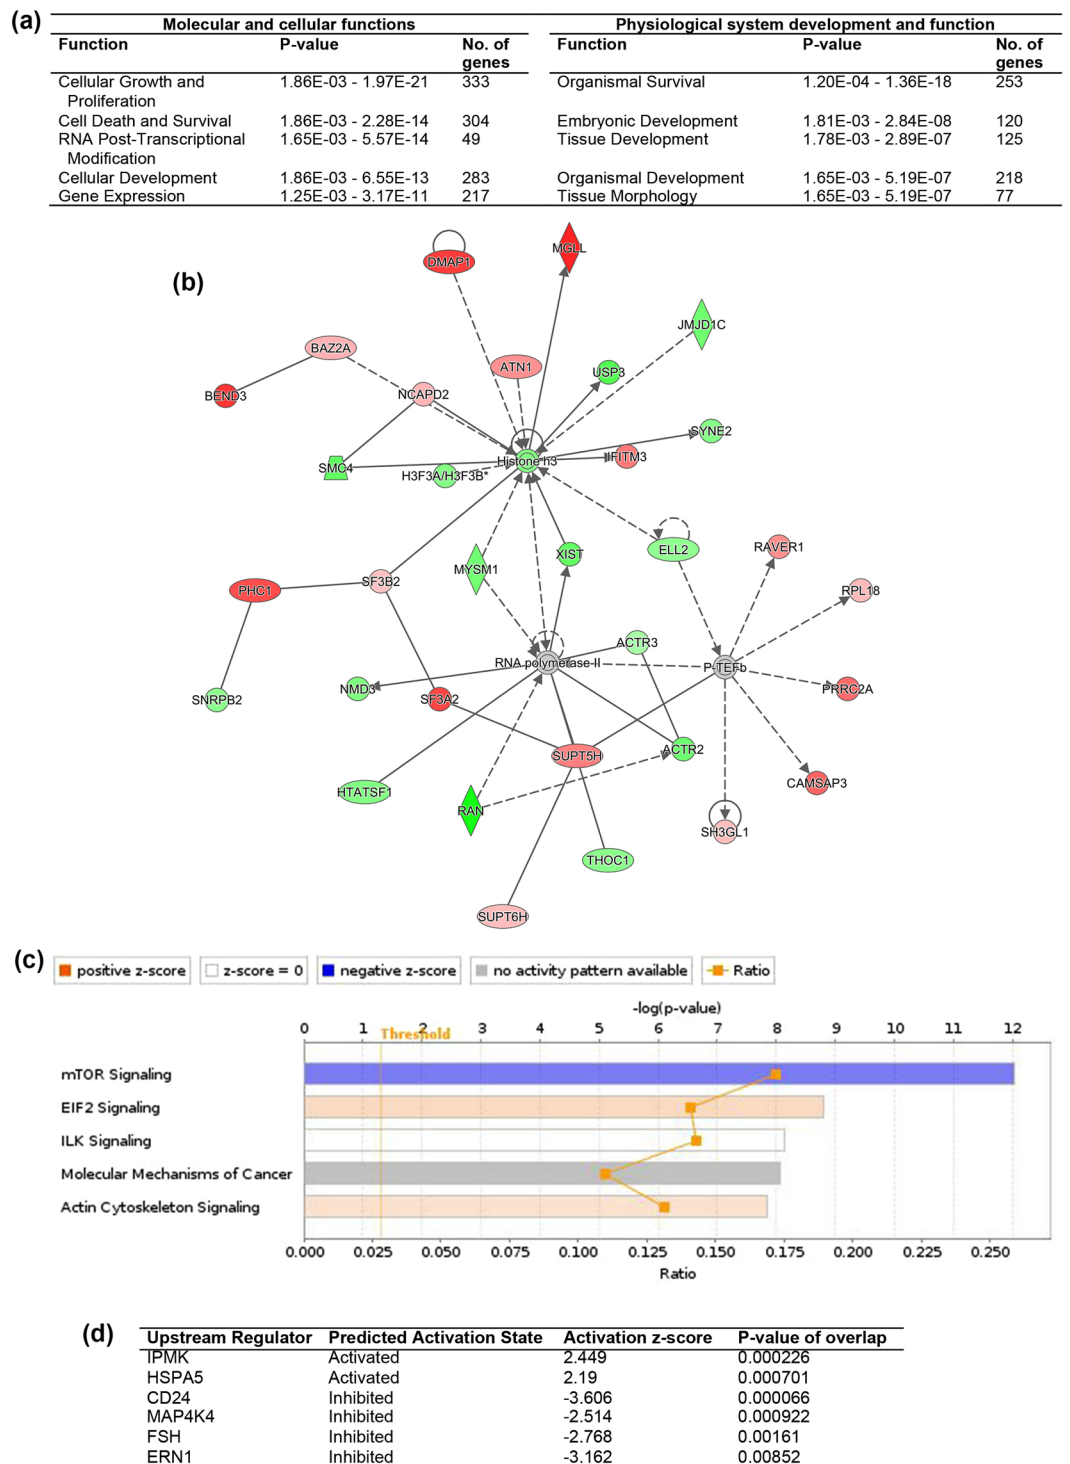 (a)
Molecular and cellular functions Physiological system development and function
Function P-value No. of genes Function P-value No. of genes
Cellular Growth and Proliferation 1.86E-03 - 1.97E-21 333 Organismal Survival 1.20E-04 - 1.36E-18 253
Cell Death and Survival 1.86E-03 - 2.28E-14 304 Embryonic Development 1.81E-03 - 2.84E-08 120
RNA Post-Transcriptional Modification 1.65E-03 - 5.57E-14 49 Tissue Development 1.78E-03 - 2.89E-07 125
Cellular Development 1.86E-03 - 6.55E-13 283 Organismal Development 1.65E-03 - 5.19E-07 218
Gene Expression 1.25E-03 - 3.17E-11 217 Tissue Morphology 1.65E-03 - 5.19E-07 77
(b)
MGLL
DMAP1
JMJD1C
BAZ2A
ATN1
USP3
BEND3
NCAPD2
SYNE2
IFITM3
Histone h3
SMC4
H3F3A/H3F3B*
ELL2
RAVER1
XIST
MYSM1
SF3B2
PHC1
RPL18
ACTR3
RNA polymerase II
P-TEFb
NMD3
PRRC2A
SNRPB2
SF3A2
ACTR2
SUPT5H
CAMSAP3
HTATSF1
RAN
SH3GL1
THOC1
SUPT6H
(c)
positive z-score z-score = 0 negative z-score no activity pattern available Ratio
-log(p-value)
0 1 2 3 4 5 6 7 8 9 10 11 12
Threshold
mTOR Signaling
EIF2 Signaling
ILK Signaling
Molecular Mechanisms of Cancer
Actin Cytoskeleton Signaling
0.000 0.025 0.050 0.075 0.100 0.125 0.150 0.175 0.200 0.225 0.250
Ratio
(d)
Upstream Regulator Predicted Activation State Activation z-score P-value of overlap
IPMK Activated 2.449 0.000226
HSPA5 Activated 2.19 0.000701
CD24 Inhibited -3.606 0.000066
MAP4K4 Inhibited -2.514 0.000922
FSH Inhibited -2.768 0.00161
ERN1 Inhibited -3.162 0.00852